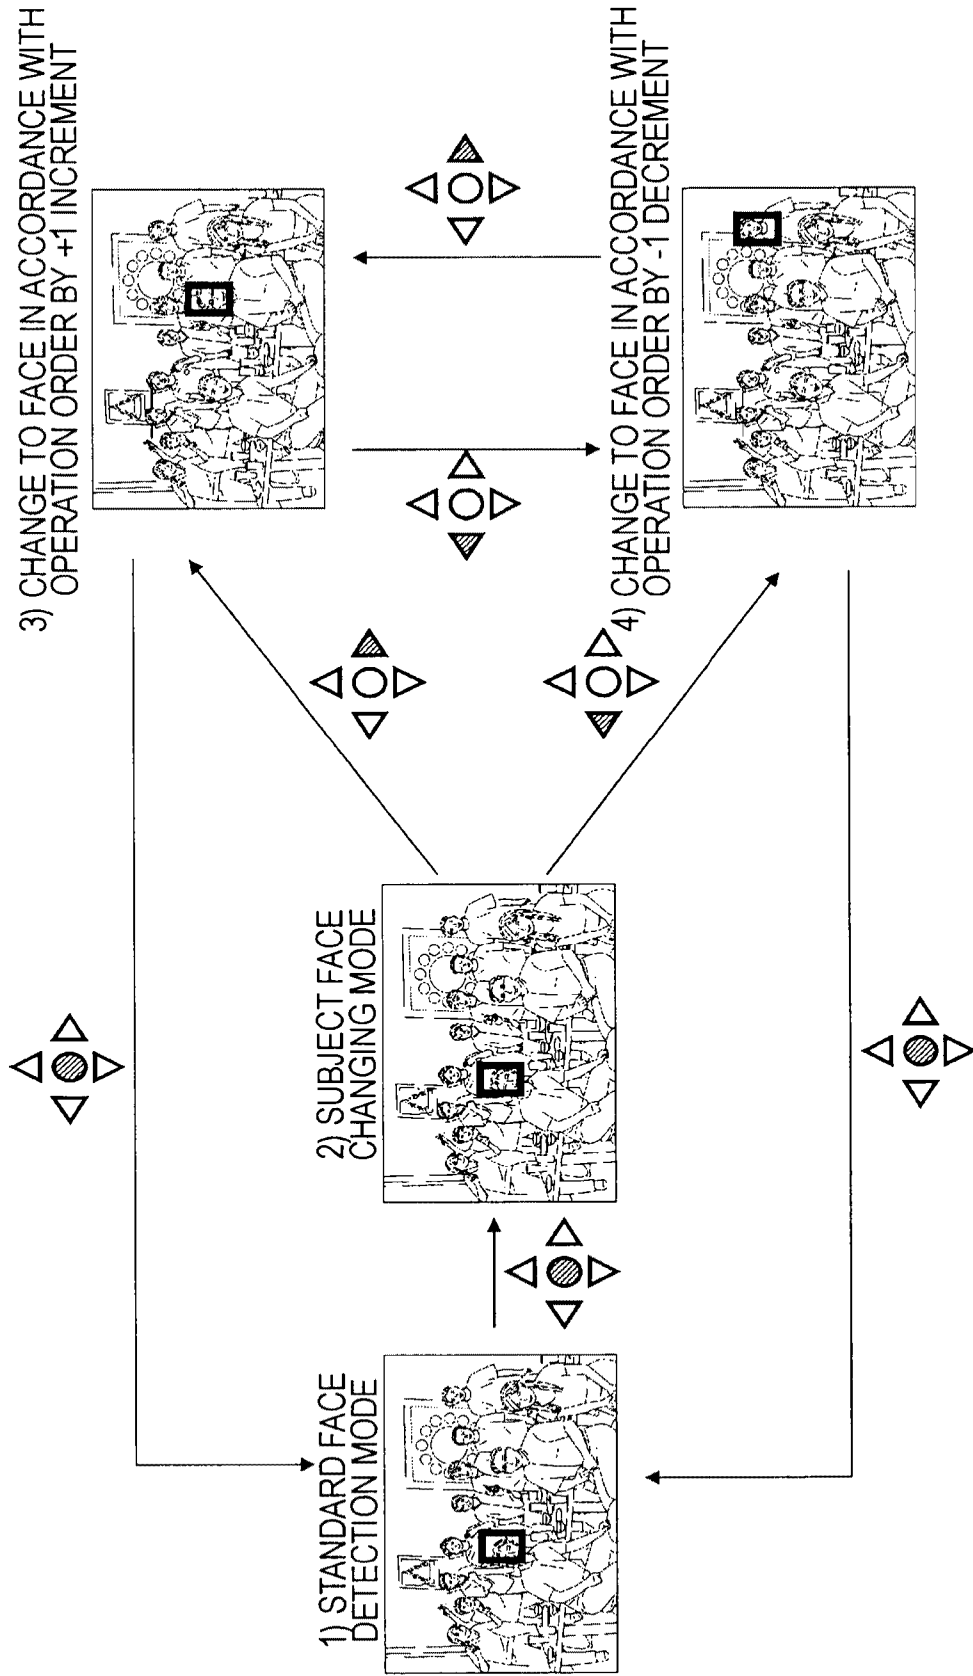 1) STANDARD FACE
DETECTION MODE
2) SUBJECT FACE
CHANGING MODE
3) CHANGE TO FACE IN ACCORDANCE WITH
OPERATION ORDER BY +1 INCREMENT
4) CHANGE TO FACE IN ACCORDANCE WITH
OPERATION ORDER BY -1 DECREMENT